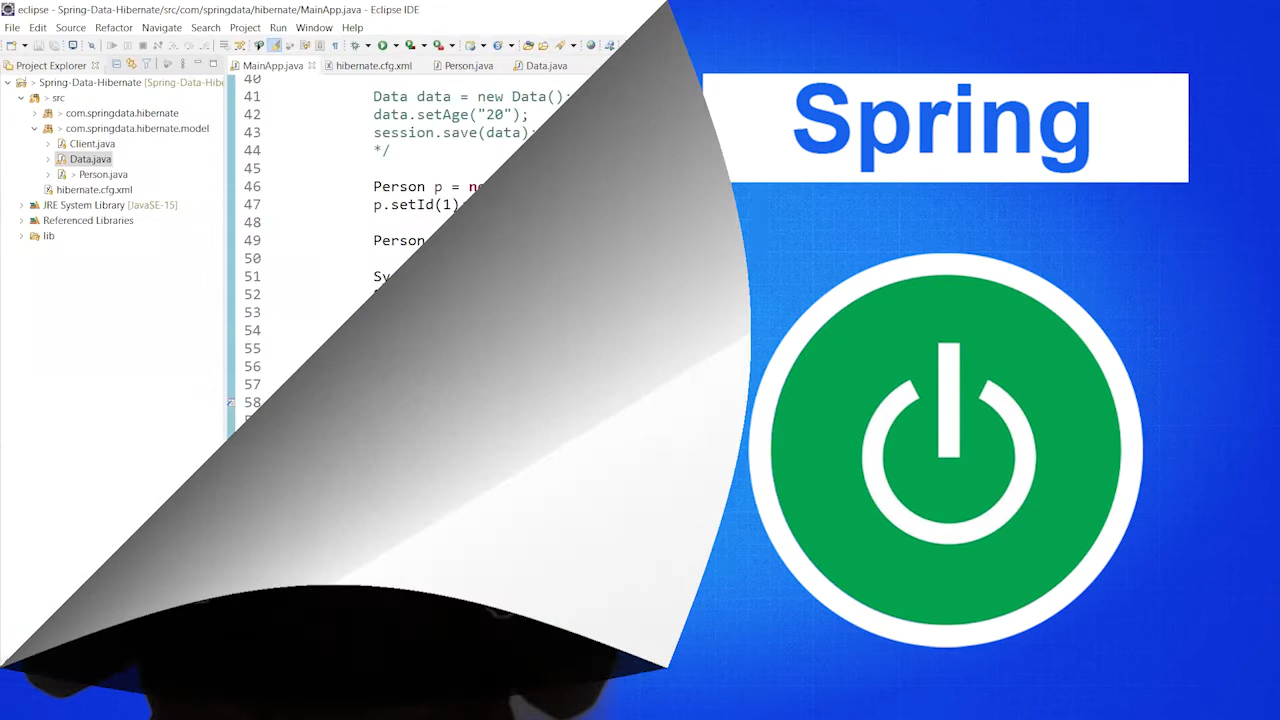 eclipse - Spring-Data-Hibernate/src/com/springdata/hibernate/MainApp.java - Eclipse IDE
File Edit Source Refactor Navigate Search Project Run Window Help
Project Explorer
MainApp.java
hibernate.cfg.xml
Person.java
Data.java
Spring-Data-Hibernate [Spring-Data-Hibe
src
com.springdata.hibernate
com.springdata.hibernate.model
Client.java
Data.java
Person.java
hibernate.cfg.xml
JRE System Library [JavaSE-15]
Referenced Libraries
lib
40
41 Data data = new Data();
42 data.setAge("20");
43 session.save(data);
44 */
45
46 Person p =
47 p.setId(1);
48
49 Person
50
51 Sy
52
53
54
55
56
57
58
Spring